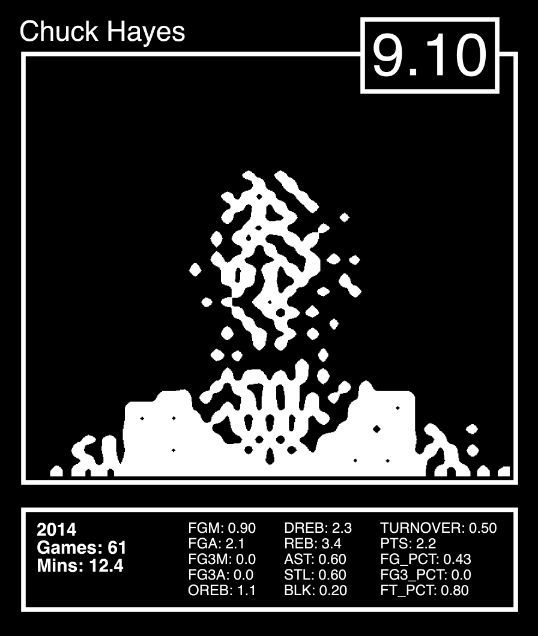 Chuck Hayes
9.10
2014
Games: 61
Mins: 12.4
FGM: 0.90
FGA: 2.1
FG3M: 0.0
FG3A: 0.0
OREB: 1.1
DREB: 2.3
REB: 3.4
AST: 0.60
STL: 0.60
BLK: 0.20
TURNOVER: 0.50
PTS: 2.2
FG_PCT: 0.43
FG3_PCT: 0.0
FT_PCT: 0.80